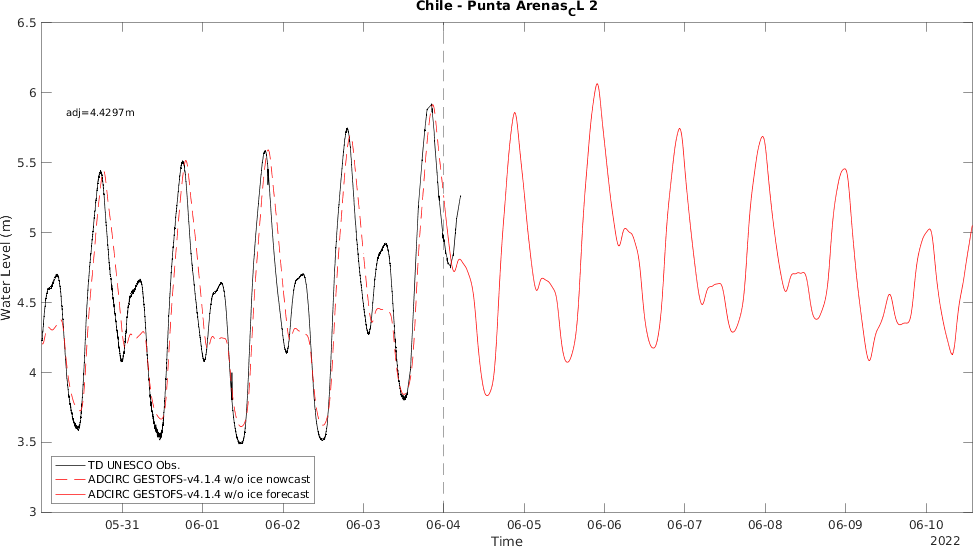 Chile - Punta Arenas_CL 2
6.5
6
5.5
5
4.5
4
3.5
3
Water Level (m)
adj=4.4297m
TD UNESCO Obs.
ADCIRC GESTOFS-v4.1.4 w/o ice nowcast
ADCIRC GESTOFS-v4.1.4 w/o ice forecast
05-31 06-01 06-02 06-03 06-04 06-05 06-06 06-07 06-08 06-09 06-10
Time
2022